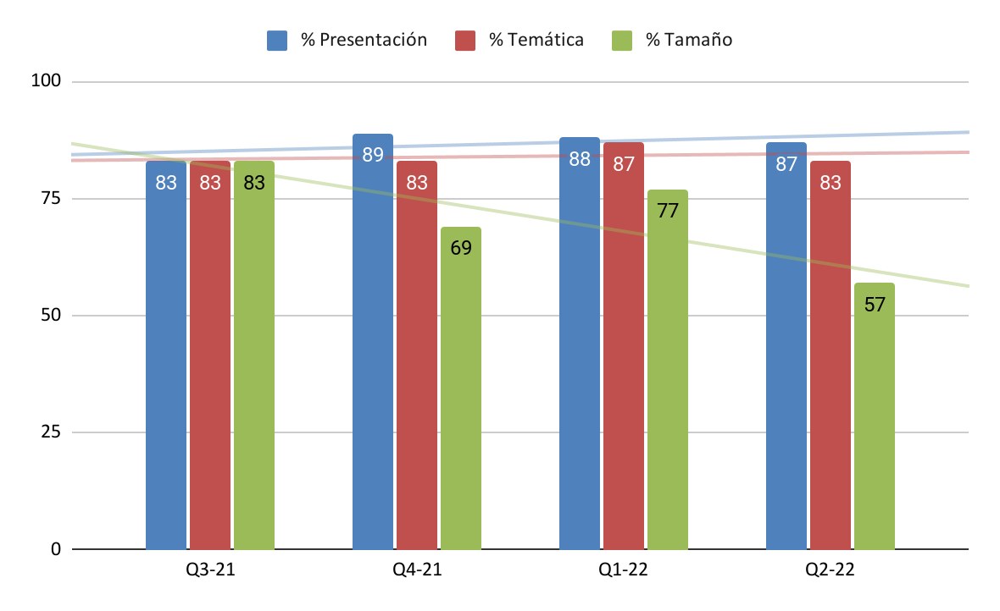 % Presentación % Temática % Tamaño
100
75
50
25
0
83 83 83
89 83 69
88 87 77
87 83 57
Q3-21 Q4-21 Q1-22 Q2-22